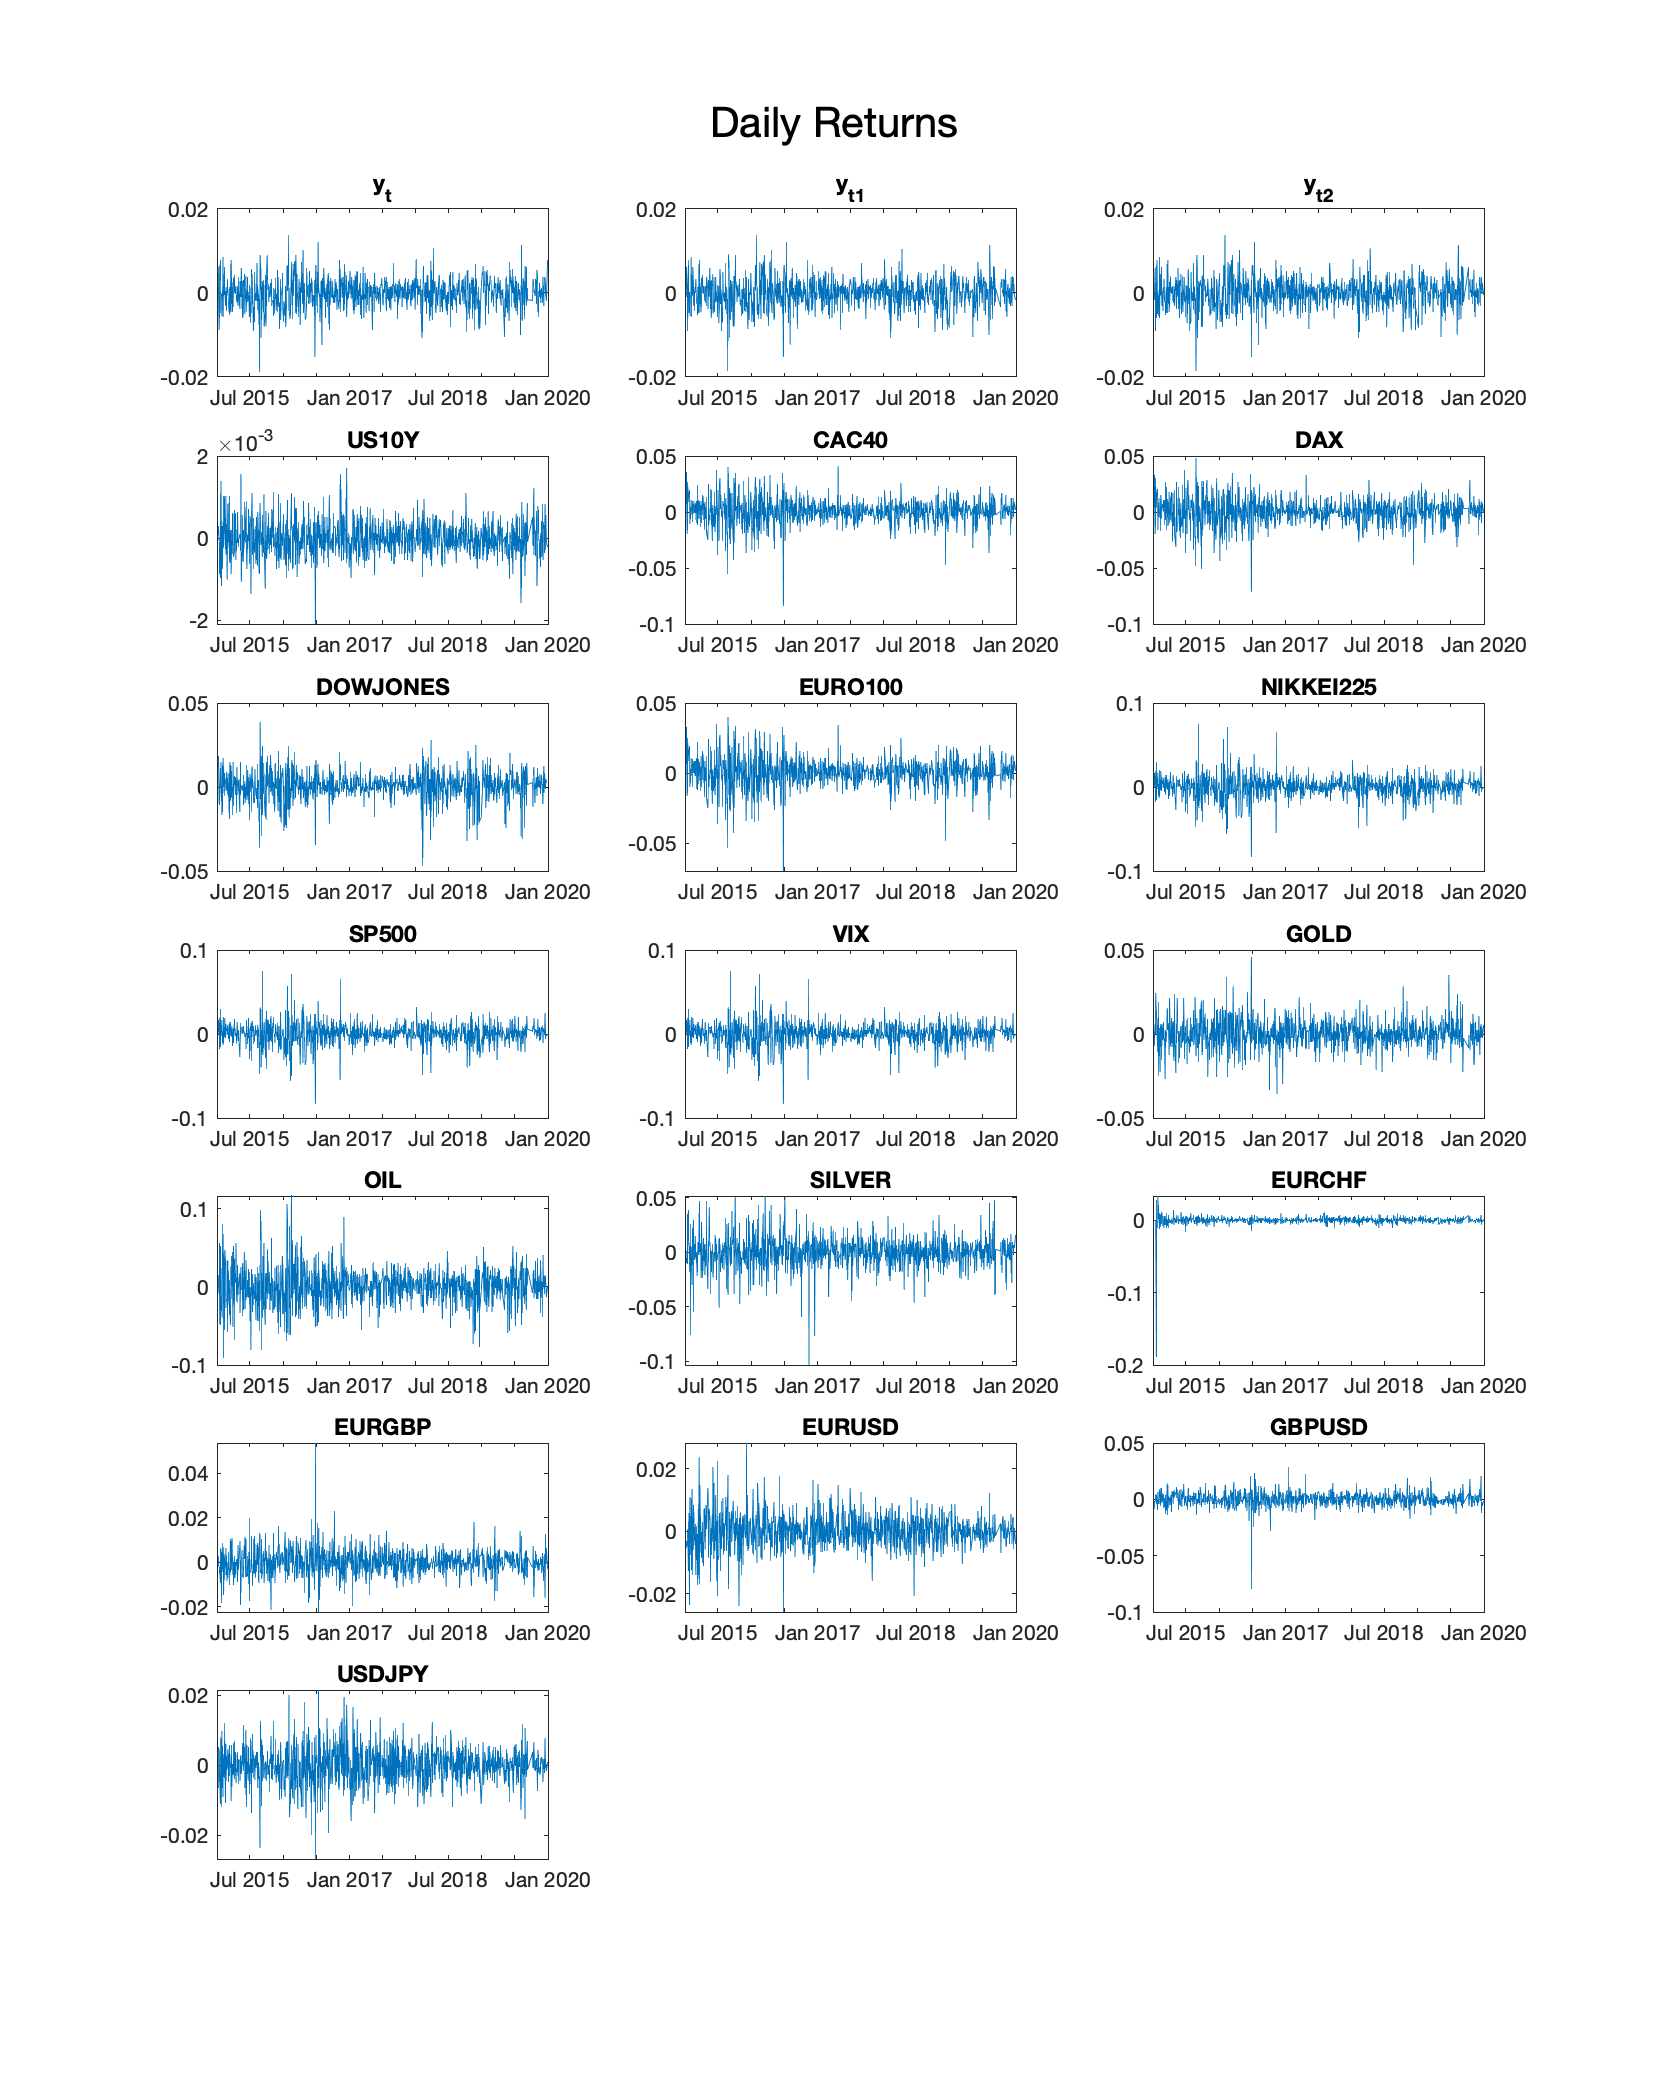 Daily Returns
y_t y_t1 y_t2
0.02 0.02 0.02
0 0 0
-0.02 -0.02 -0.02
Jul 2015 Jan 2017 Jul 2018 Jan 2020 Jul 2015 Jan 2017 Jul 2018 Jan 2020 Jul 2015 Jan 2017 Jul 2018 Jan 2020
×10^-3 US10Y CAC40 DAX
2 0.05 0.05
0 0 0
-0.05 -0.05
-2 -0.1 -0.1
Jul 2015 Jan 2017 Jul 2018 Jan 2020 Jul 2015 Jan 2017 Jul 2018 Jan 2020 Jul 2015 Jan 2017 Jul 2018 Jan 2020
DOWJONES EURO100 NIKKEI225
0.05 0.05 0.1
0 0 0
-0.05 -0.05 -0.1
Jul 2015 Jan 2017 Jul 2018 Jan 2020 Jul 2015 Jan 2017 Jul 2018 Jan 2020 Jul 2015 Jan 2017 Jul 2018 Jan 2020
SP500 VIX GOLD
0.1 0.1 0.05
0 0 0
-0.1 -0.1 -0.05
Jul 2015 Jan 2017 Jul 2018 Jan 2020 Jul 2015 Jan 2017 Jul 2018 Jan 2020 Jul 2015 Jan 2017 Jul 2018 Jan 2020
OIL SILVER EURCHF
0.1 0.05 0
0 0 -0.1
-0.05
-0.1 -0.1 -0.2
Jul 2015 Jan 2017 Jul 2018 Jan 2020 Jul 2015 Jan 2017 Jul 2018 Jan 2020 Jul 2015 Jan 2017 Jul 2018 Jan 2020
EURGBP EURUSD GBPUSD
0.04 0.02 0.05
0.02 0 0
0 -0.05
-0.02 -0.02 -0.1
Jul 2015 Jan 2017 Jul 2018 Jan 2020 Jul 2015 Jan 2017 Jul 2018 Jan 2020 Jul 2015 Jan 2017 Jul 2018 Jan 2020
USDJPY
0.02
0
-0.02
Jul 2015 Jan 2017 Jul 2018 Jan 2020